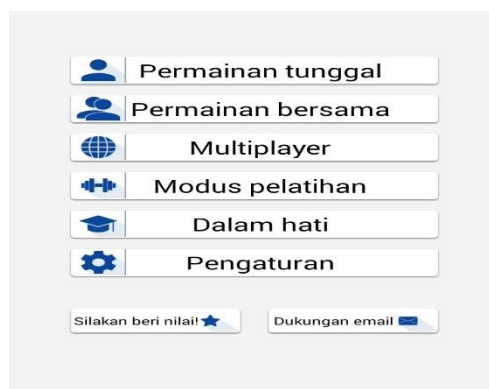 Permainan tunggal
Permainan bersama
Multiplayer
Modus pelatihan
Dalam hati
Pengaturan
Silakan beri nilai!
Dukungan email